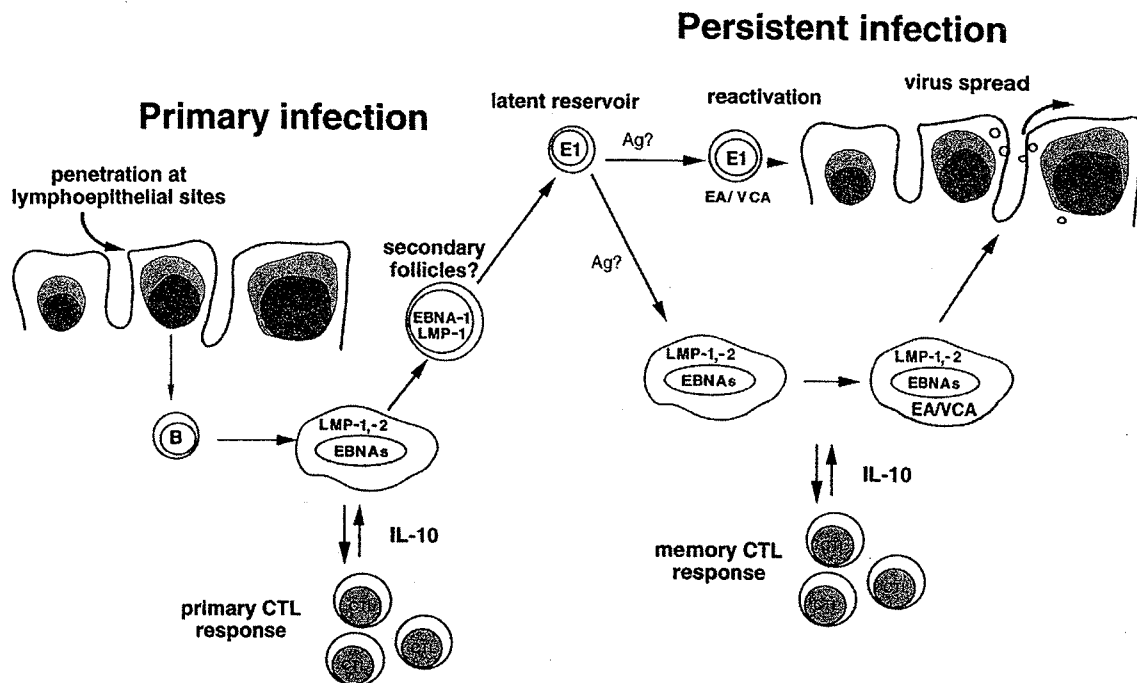 Persistent infection
Primary infection
penetration at
lymphoepithelial sites
B
LMP-1,-2
EBNAs
IL-10
primary CTL
response
CTL
CTL
CTL
secondary
follicles?
EBNA-1
LMP-1
latent reservoir
E1
Ag?
reactivation
E1
EA/ VCA
virus spread
Ag?
LMP-1,-2
EBNAs
LMP-1,-2
EBNAs
EA/VCA
IL-10
memory CTL
response
CTL
CTL
CTL